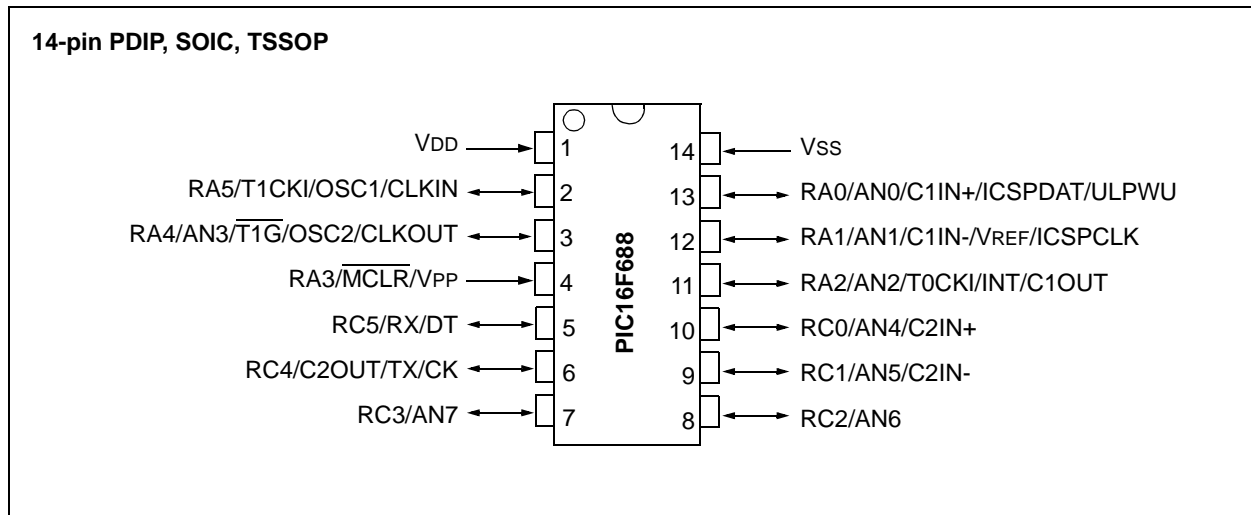 14-pin PDIP, SOIC, TSSOP
VDD 1 14 VSS
RA5/T1CKI/OSC1/CLKIN 2 13 RA0/AN0/C1IN+/ICSPDAT/ULPWU
RA4/AN3/T1G/OSC2/CLKOUT 3 12 RA1/AN1/C1IN-/VREF/ICSPCLK
RA3/MCLR/VPP 4 11 RA2/AN2/T0CKI/INT/C1OUT
RC5/RX/DT 5 10 RC0/AN4/C2IN+
RC4/C2OUT/TX/CK 6 9 RC1/AN5/C2IN-
RC3/AN7 7 8 RC2/AN6
PIC16F688